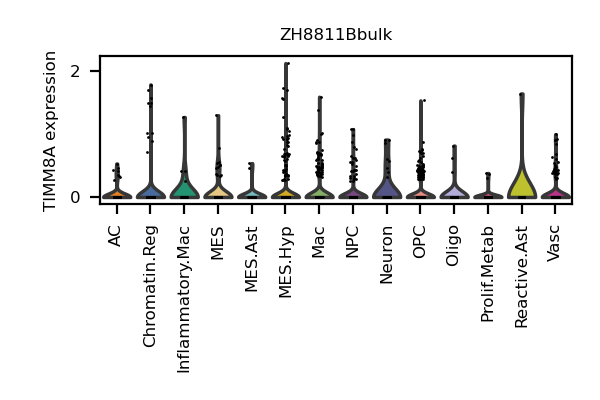 ZH8811Bbulk
TIMM8A expression
2
0
AC
Chromatin.Reg
Inflammatory.Mac
MES
MES.Ast
MES.Hyp
Mac
NPC
Neuron
OPC
Oligo
Prolif.Metab
Reactive.Ast
Vasc